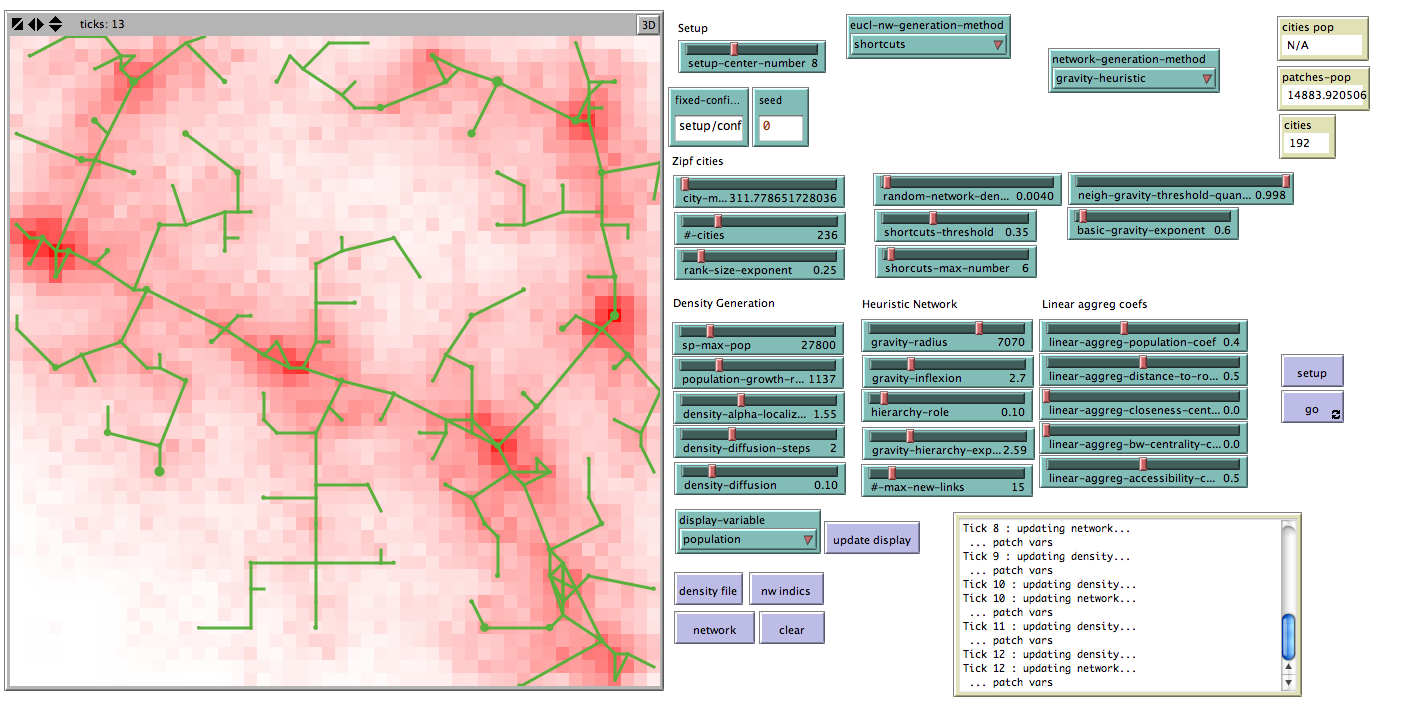 ticks: 13
3D
Setup
setup-center-number 8
eucl-nw-generation-method
shortcuts
network-generation-method
gravity-heuristic
cities pop
N/A
patches-pop
14883.920506
cities
192
fixed-confi...
setup/conf
seed
0
Zipf cities
city-m... 311.778651728036
#-cities 236
rank-size-exponent 0.25
random-network-den... 0.0040
shortcuts-threshold 0.35
shorcuts-max-number 6
neigh-gravity-threshold-quan... 0.998
basic-gravity-exponent 0.6
Density Generation
sp-max-pop 27800
population-growth-r... 1137
density-alpha-localiz... 1.55
density-diffusion-steps 2
density-diffusion 0.10
Heuristic Network
gravity-radius 7070
gravity-inflexion 2.7
hierarchy-role 0.10
gravity-hierarchy-exp... 2.59
#-max-new-links 15
Linear aggreg coefs
linear-aggreg-population-coef 0.4
linear-aggreg-distance-to-ro... 0.5
linear-aggreg-closeness-cent... 0.0
linear-aggreg-bw-centrality-c... 0.0
linear-aggreg-accessibility-c... 0.5
setup
go
display-variable
population
update display
density file
nw indics
network
clear
Tick 8 : updating network...
... patch vars
Tick 9 : updating density...
... patch vars
Tick 10 : updating density...
Tick 10 : updating network...
... patch vars
Tick 11 : updating density...
... patch vars
Tick 12 : updating density...
Tick 12 : updating network...
... patch vars